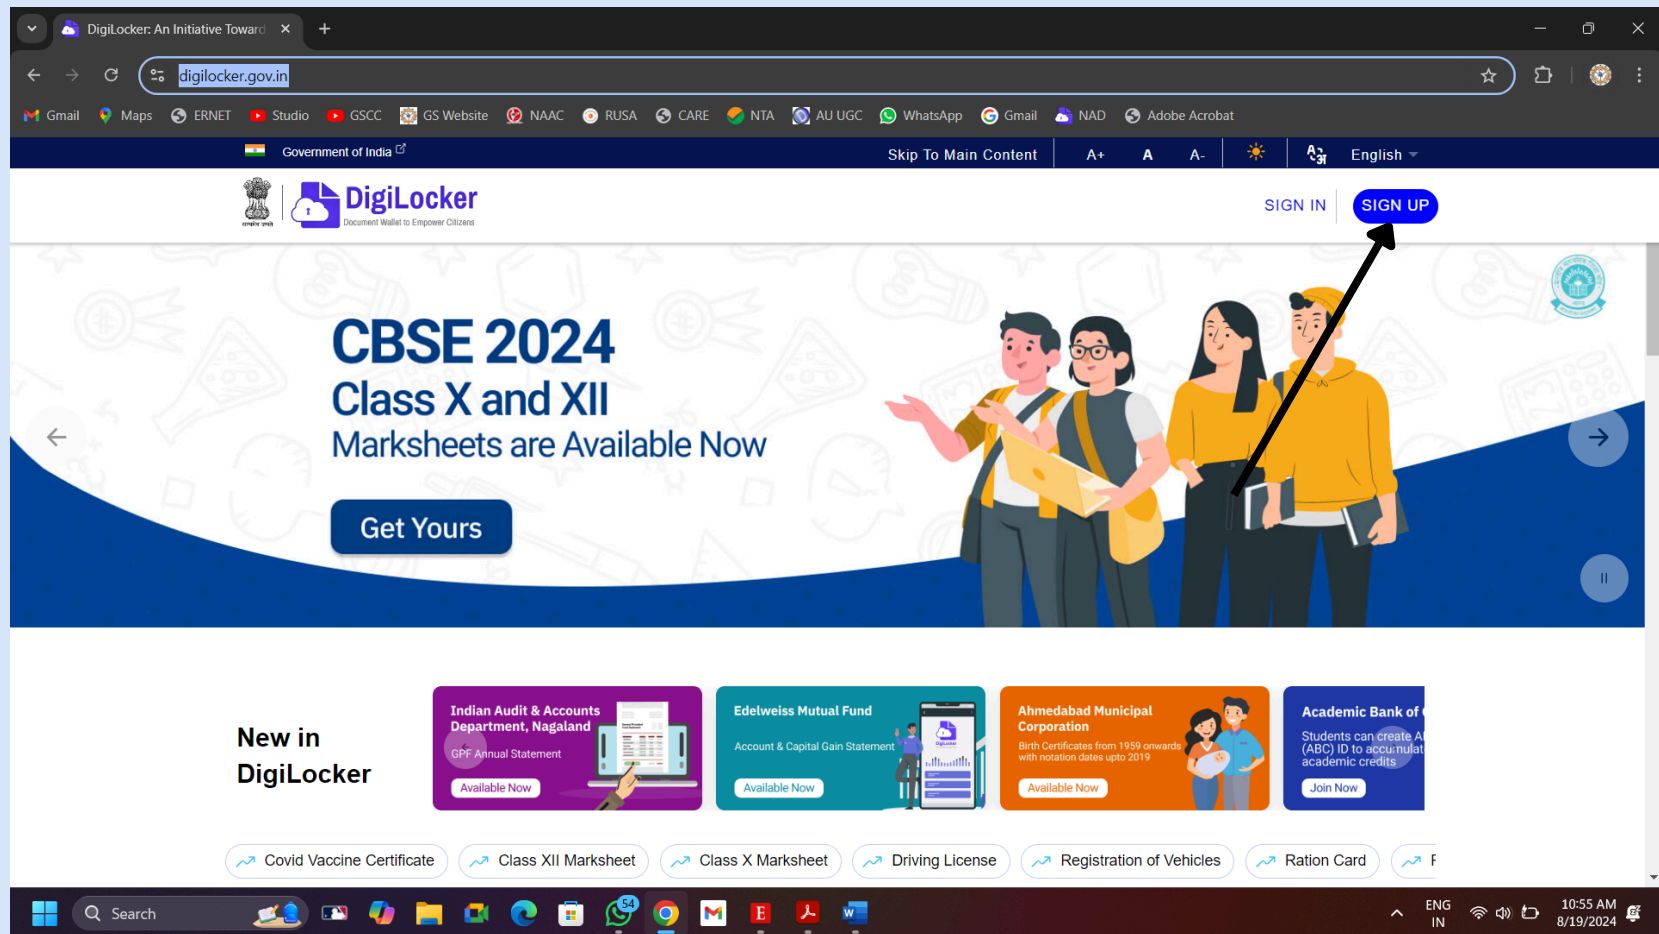 DigiLocker: An Initiative Toward
digilocker.gov.in
Gmail Maps ERNET Studio GSCC GS Website NAAC RUSA CARE NTA AU UGC WhatsApp Gmail NAD Adobe Acrobat
Government of India Skip To Main Content A+ A A- English
सत्यमेव जयते
DigiLocker
Document Wallet to Empower Citizens
SIGN IN SIGN UP
CBSE 2024
Class X and XII
Marksheets are Available Now
Get Yours
New in
DigiLocker
Indian Audit & Accounts
Department, Nagaland
GPF Annual Statement
Available Now
Edelweiss Mutual Fund
Account & Capital Gain Statement
Available Now
DigiLocker
Ahmedabad Municipal
Corporation
Birth Certificates from 1959 onwards
with notation dates upto 2019
Available Now
Academic Bank of
Students can create
(ABC) ID to accumulat
academic credits
Join Now
Covid Vaccine Certificate Class XII Marksheet Class X Marksheet Driving License Registration of Vehicles Ration Card
Search
54
ENG
IN
10:55 AM
8/19/2024